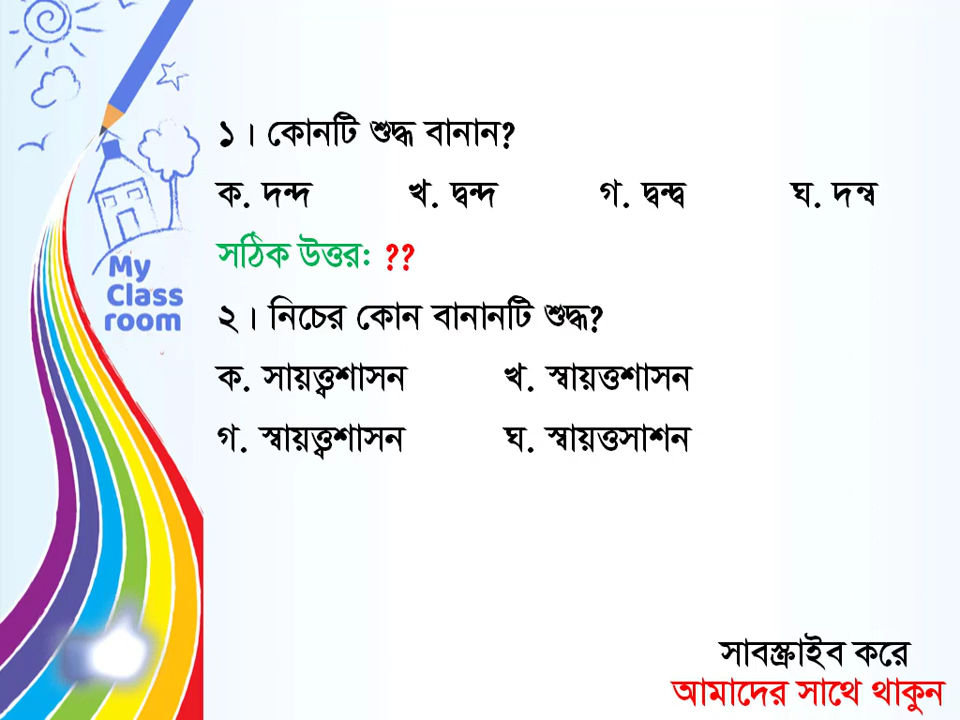 My
Class
room
১। কোনটি শুদ্ধ বানান?
ক. দন্দ খ. দ্বন্দ গ. দ্বন্দ্ব ঘ. দন্ব
সঠিক উত্তর: ??
২। নিচের কোন বানানটি শুদ্ধ?
ক. সায়ত্ত্বশাসন খ. স্বায়ত্তশাসন
গ. স্বায়ত্ত্বশাসন ঘ. স্বায়ত্তসাশন
সাবস্ক্রাইব করে
আমাদের সাথে থাকুন